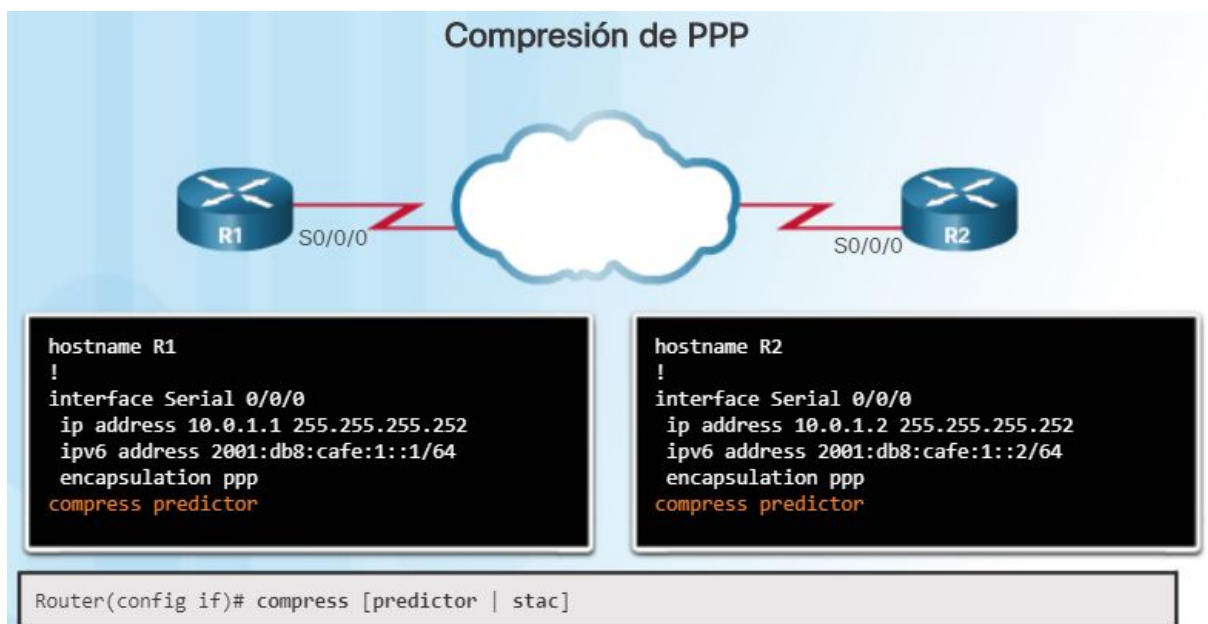 Compresión de PPP
R1
S0/0/0
S0/0/0
R2
hostname R1
!
interface Serial 0/0/0
ip address 10.0.1.1 255.255.255.252
ipv6 address 2001:db8:cafe:1::1/64
encapsulation ppp
compress predictor
hostname R2
!
interface Serial 0/0/0
ip address 10.0.1.2 255.255.255.252
ipv6 address 2001:db8:cafe:1::2/64
encapsulation ppp
compress predictor
Router(config if)# compress [predictor | stac]